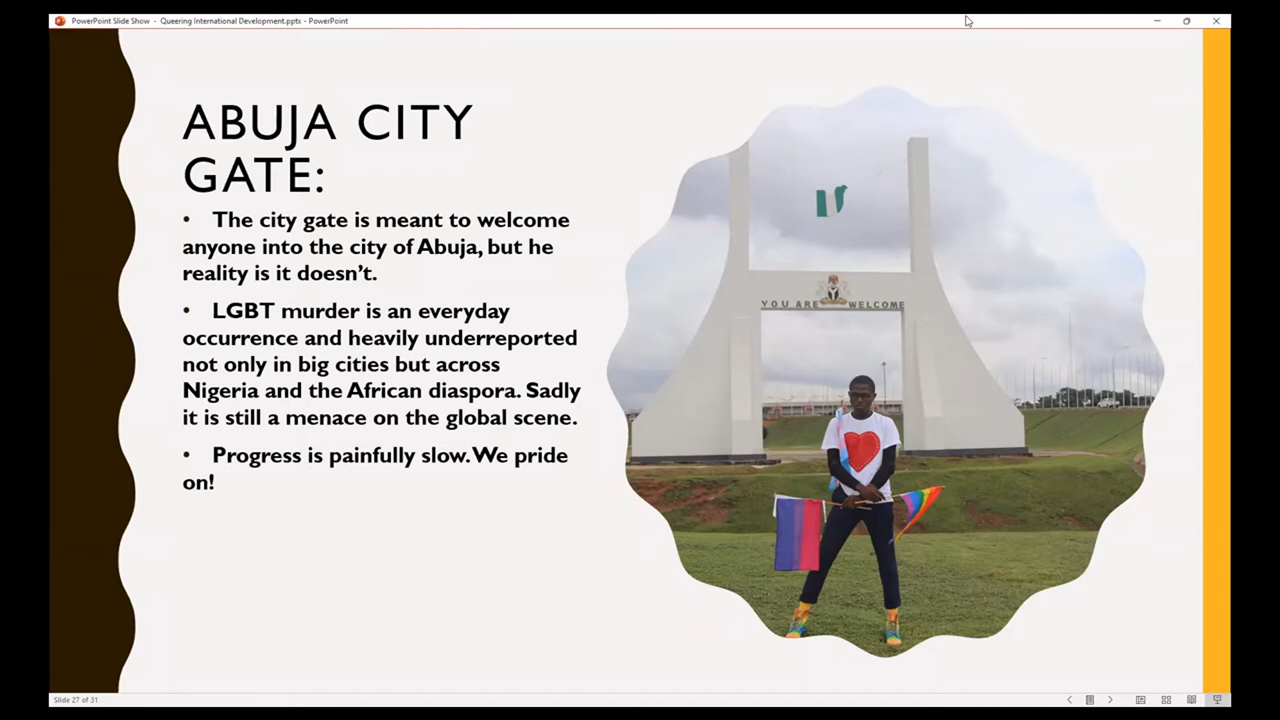 PowerPoint Slide Show - Queering International Development.pptx - PowerPoint
ABUJA CITY
GATE:
• The city gate is meant to welcome
anyone into the city of Abuja, but he
reality is it doesn't.
• LGBT murder is an everyday
occurrence and heavily underreported
not only in big cities but across
Nigeria and the African diaspora. Sadly
it is still a menace on the global scene.
• Progress is painfully slow. We pride
on!
YOU ARE WELCOME
Slide 27 of 31